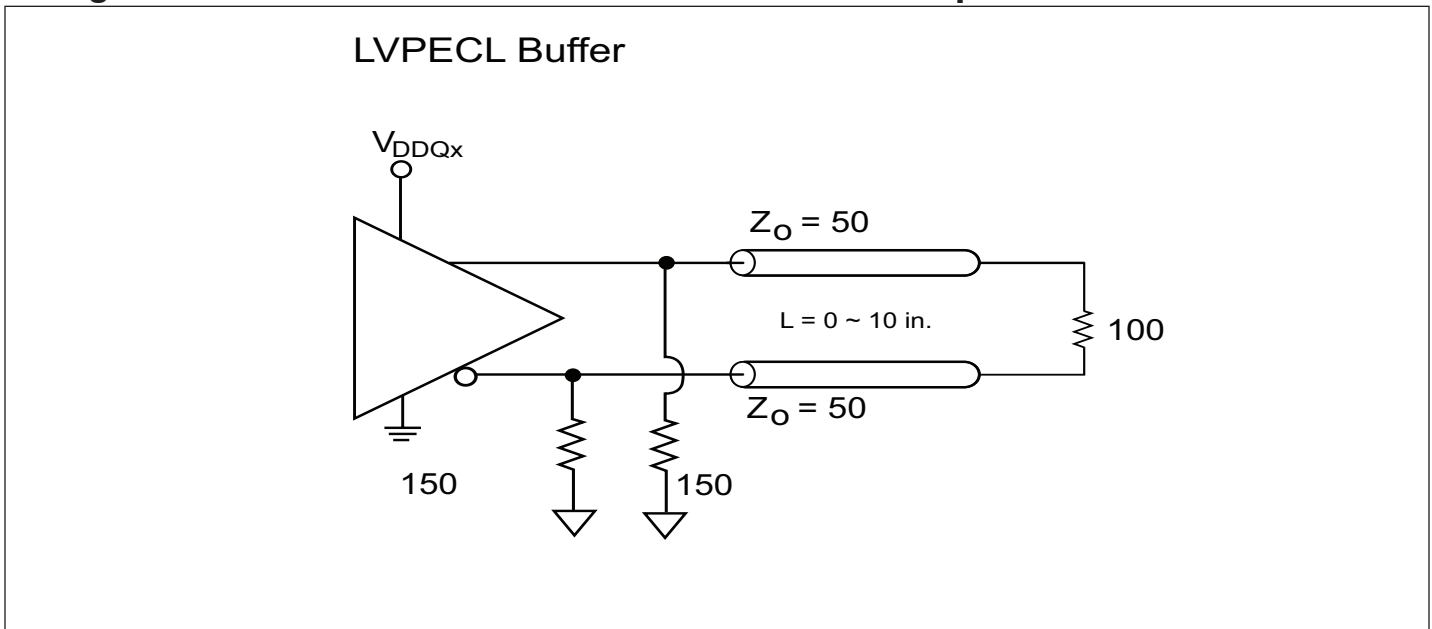 LVPECL Buffer
VDDQx
ZO = 50
L = 0 ~ 10 in.
100
ZO = 50
150
150